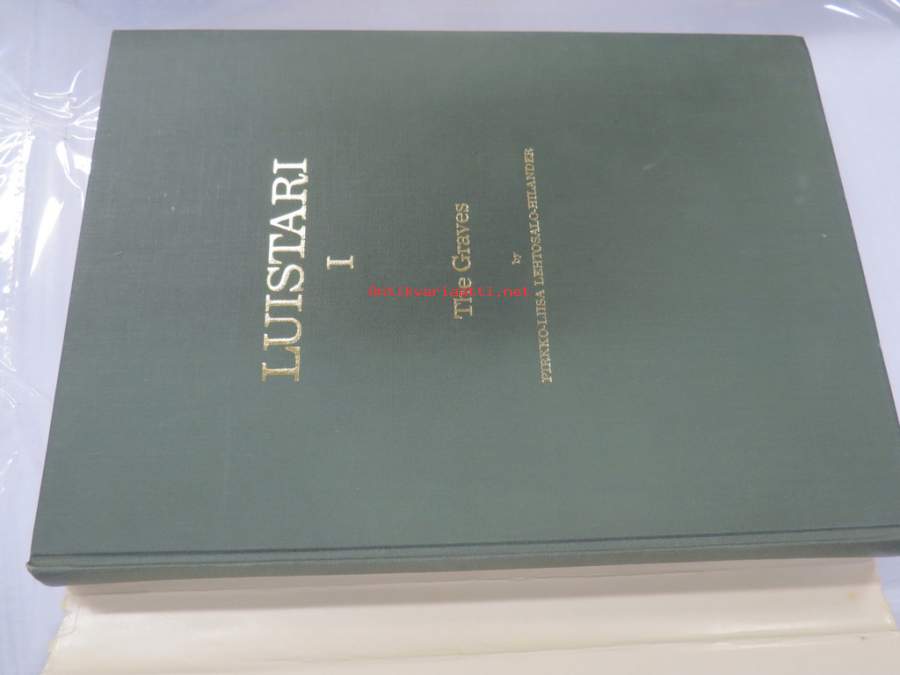 LUISTARI
I
The Graves
by
PIRKKO-LIISA LEHTOSALO-HILANDER
antikvariaatti.net